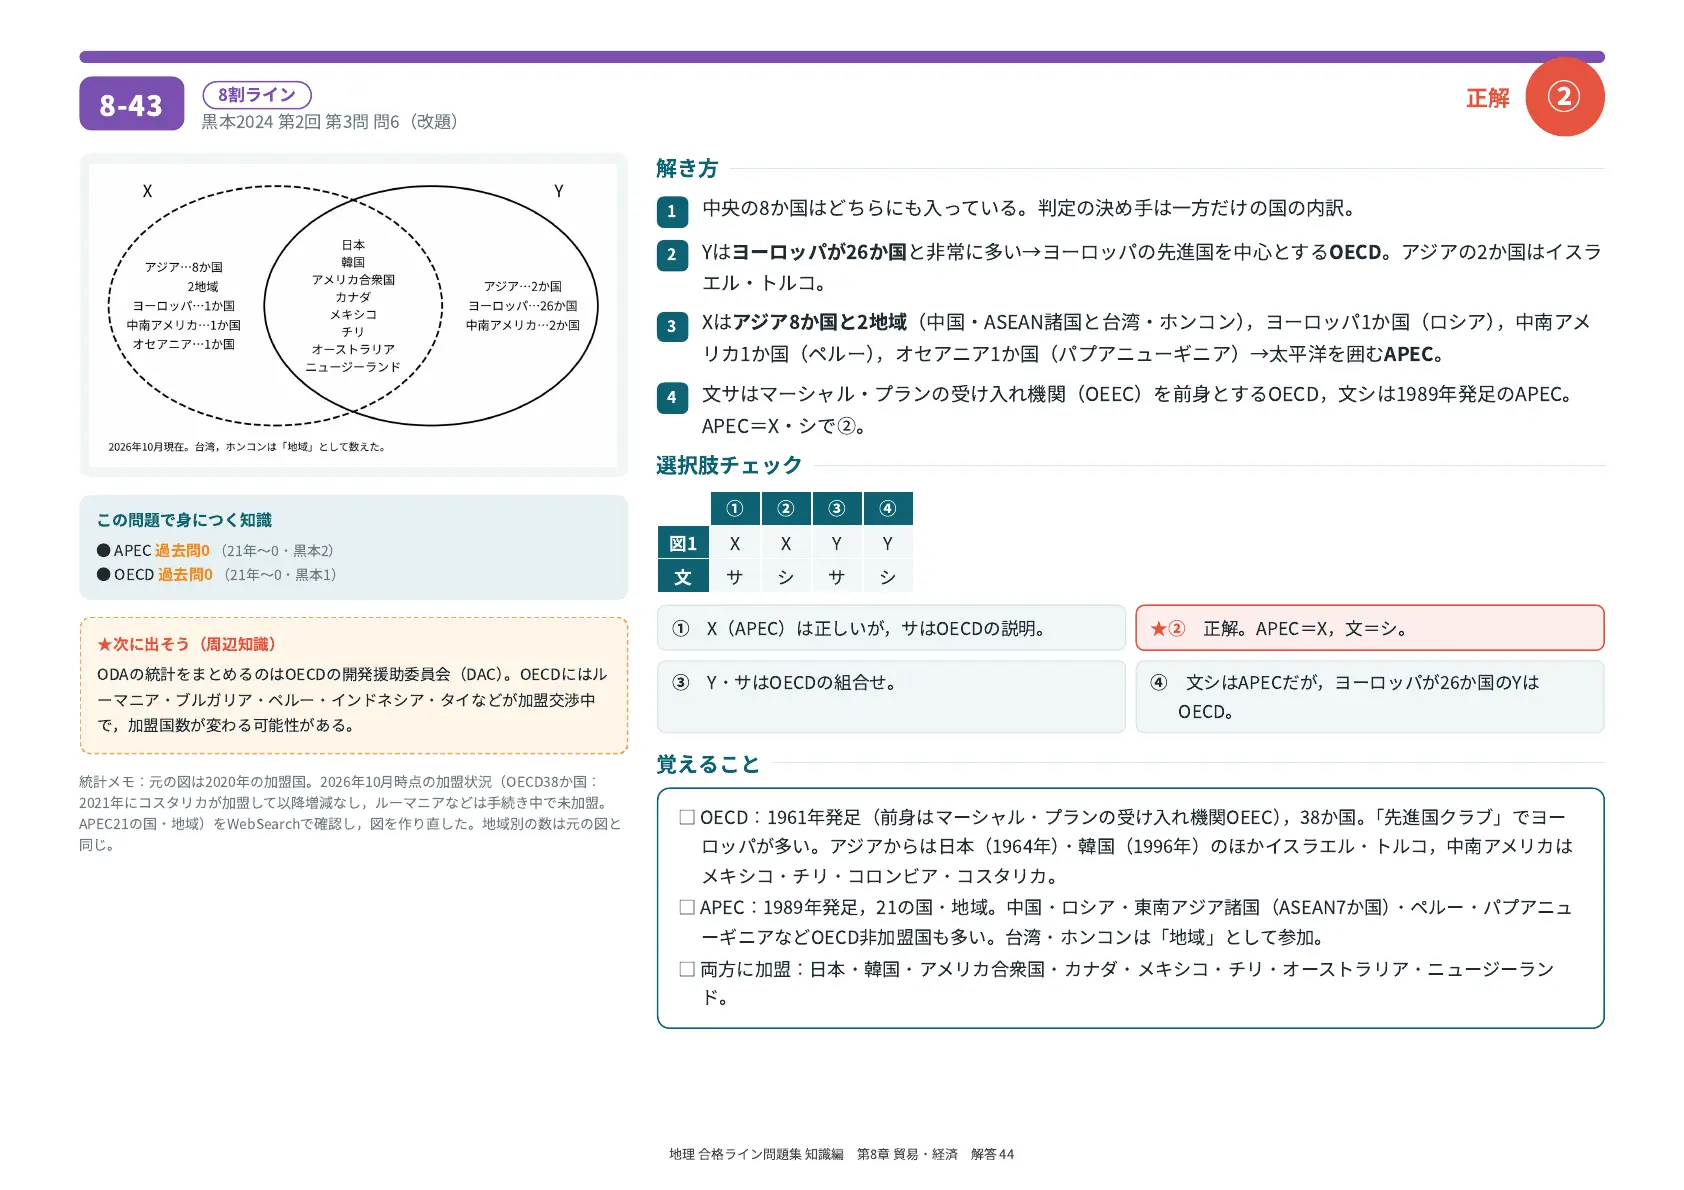 8-43
8割ライン
黒本2024 第2回 第3問 問6（改題）
正解 ②
X
Y
アジア…8か国
2地域
ヨーロッパ…1か国
中南アメリカ…1か国
オセアニア…1か国
日本
韓国
アメリカ合衆国
カナダ
メキシコ
チリ
オーストラリア
ニュージーランド
アジア…2か国
ヨーロッパ…26か国
中南アメリカ…2か国
2026年10月現在。台湾，ホンコンは「地域」として数えた。
この問題で身につく知識
● APEC 過去問0（21年〜0・黒本2）
● OECD 過去問0（21年〜0・黒本1）
★次に出そう（周辺知識）
ODAの統計をまとめるのはOECDの開発援助委員会（DAC）。OECDにはル
ーマニア・ブルガリア・ペルー・インドネシア・タイなどが加盟交渉中
で，加盟国数が変わる可能性がある。
統計メモ：元の図は2020年の加盟国。2026年10月時点の加盟状況（OECD38か国：
2021年にコスタリカが加盟して以降増減なし，ルーマニアなどは手続き中で未加盟。
APEC21の国・地域）をWebSearchで確認し，図を作り直した。地域別の数は元の図と
同じ。
解き方
1 中央の8か国はどちらにも入っている。判定の決め手は一方だけの国の内訳。
2 Yはヨーロッパが26か国と非常に多い→ヨーロッパの先進国を中心とするOECD。アジアの2か国はイスラ
エル・トルコ。
3 Xはアジア8か国と2地域（中国・ASEAN諸国と台湾・ホンコン），ヨーロッパ1か国（ロシア），中南アメ
リカ1か国（ペルー），オセアニア1か国（パプアニューギニア）→太平洋を囲むAPEC。
4 文サはマーシャル・プランの受け入れ機関（OEEC）を前身とするOECD，文シは1989年発足のAPEC。
APEC＝X・シで②。
選択肢チェック
① ② ③ ④
図1 X X Y Y
文 サ シ サ シ
① X（APEC）は正しいが，サはOECDの説明。
★② 正解。APEC＝X，文＝シ。
③ Y・サはOECDの組合せ。
④ 文シはAPECだが，ヨーロッパが26か国のYは
OECD。
覚えること
□ OECD：1961年発足（前身はマーシャル・プランの受け入れ機関OEEC），38か国。「先進国クラブ」でヨー
ロッパが多い。アジアからは日本（1964年）・韓国（1996年）のほかイスラエル・トルコ，中南アメリカは
メキシコ・チリ・コロンビア・コスタリカ。
□ APEC：1989年発足，21の国・地域。中国・ロシア・東南アジア諸国（ASEAN7か国）・ペルー・パプアニュ
ーギニアなどOECD非加盟国も多い。台湾・ホンコンは「地域」として参加。
□ 両方に加盟：日本・韓国・アメリカ合衆国・カナダ・メキシコ・チリ・オーストラリア・ニュージーラン
ド。
地理 合格ライン問題集 知識編 第8章 貿易・経済 解答 44